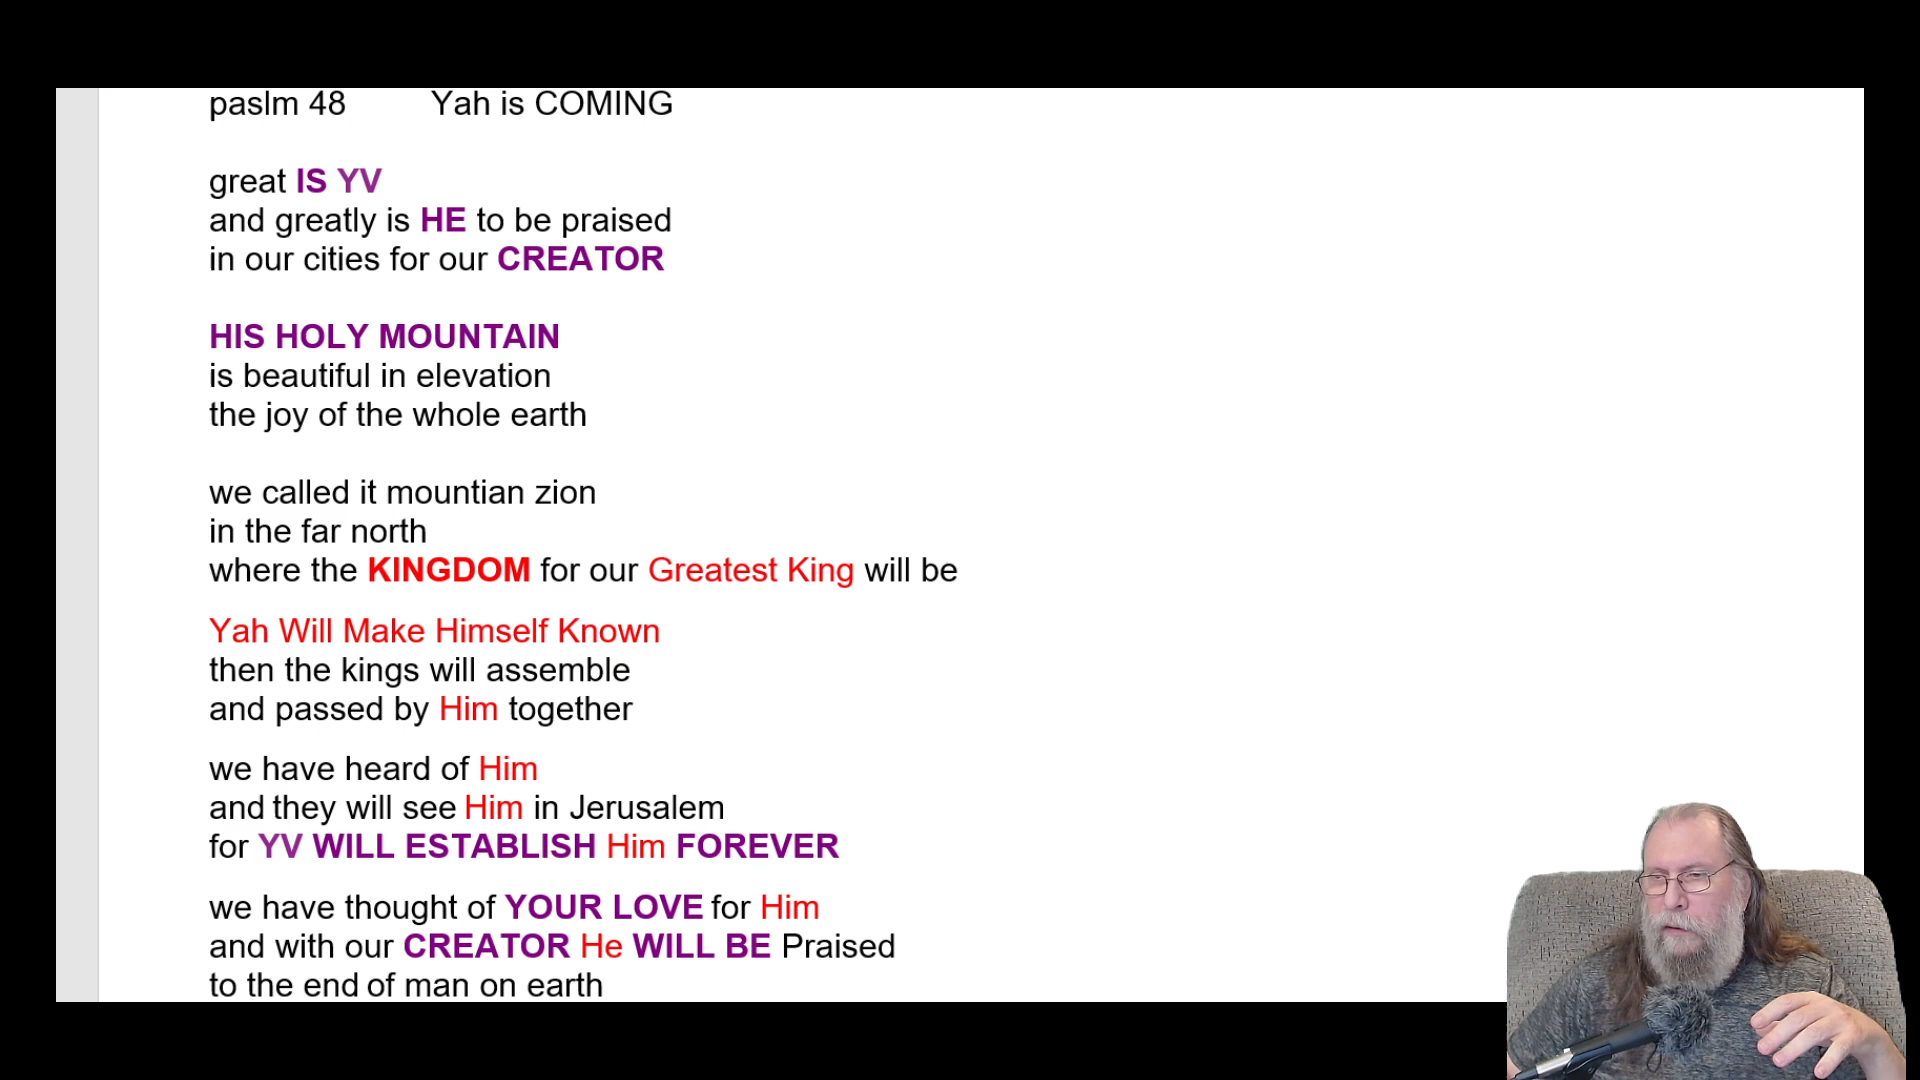 paslm 48 Yah is COMING
great IS YV
and greatly is HE to be praised
in our cities for our CREATOR
HIS HOLY MOUNTAIN
is beautiful in elevation
the joy of the whole earth
we called it mountian zion
in the far north
where the KINGDOM for our Greatest King will be
Yah Will Make Himself Known
then the kings will assemble
and passed by Him together
we have heard of Him
and they will see Him in Jerusalem
for YV WILL ESTABLISH Him FOREVER
we have thought of YOUR LOVE for Him
and with our CREATOR He WILL BE Praised
to the end of man on earth